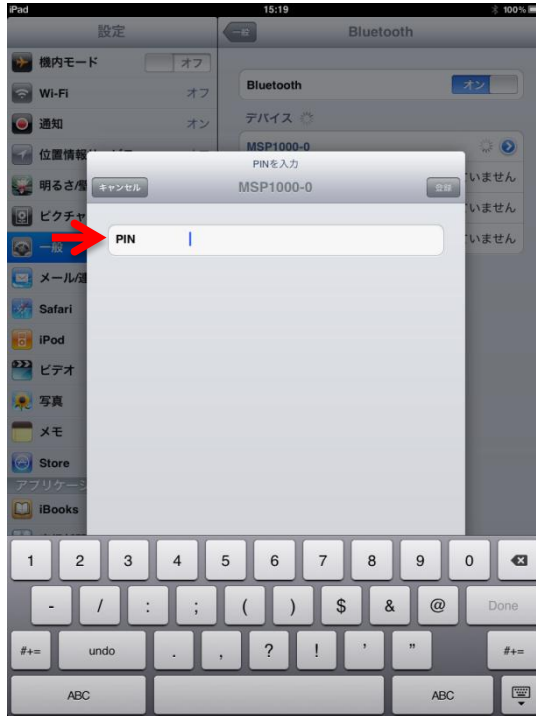 iPad 15:19 100%
設定
機内モード オフ
Wi-Fi オフ
通知 オン
位置情報
明るさ/壁
ピクチャ
一般
メール/連
Safari
iPod
ビデオ
写真
メモ
Store
アプリケーシ
iBooks
一般 Bluetooth
Bluetooth オン
デバイス
MSP1000-0
いません
いません
いません
PINを入力
キャンセル MSP1000-0 登録
PIN
1 2 3 4 5 6 7 8 9 0
- / : ; ( ) $ & @ Done
#+= undo . , ? ! ' " #+=
ABC ABC